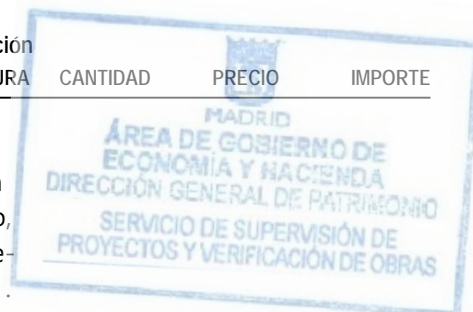 ción
URA CANTIDAD PRECIO IMPORTE
MADRID
ÁREA DE GOBIERNO DE
ECONOMÍA Y HACIENDA
DIRECCIÓN GENERAL DE PATRIMONIO
o,
SERVICIO DE SUPERVISIÓN DE
e-
PROYECTOS Y VERIFICACIÓN DE OBRAS
.